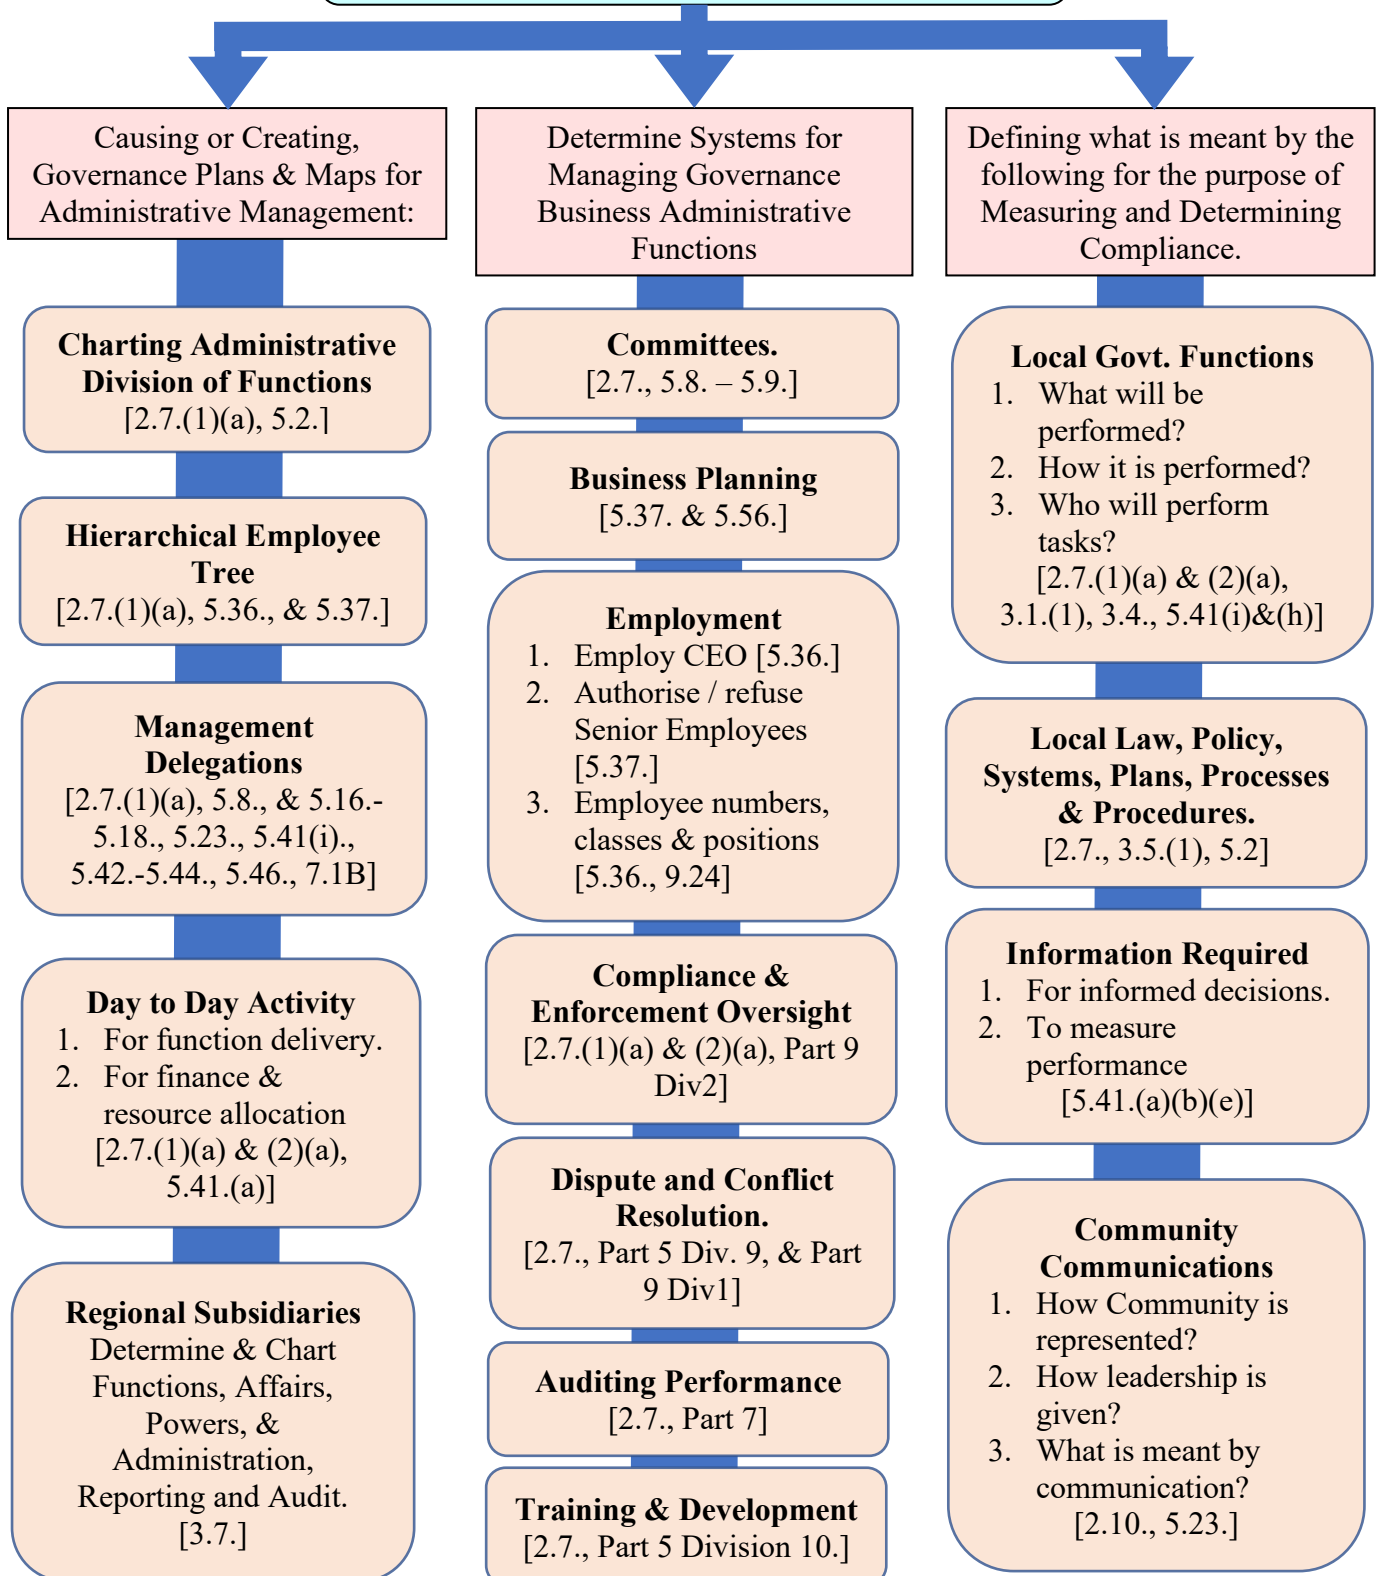 Causing or Creating,
Governance Plans & Maps for
Administrative Management:
Charting Administrative
Division of Functions
[2.7.(1)(a), 5.2.]
Hierarchical Employee
Tree
[2.7.(1)(a), 5.36., & 5.37.]
Management
Delegations
[2.7.(1)(a), 5.8., & 5.16.-
5.18., 5.23., 5.41(i).,
5.42.-5.44., 5.46., 7.1B]
Day to Day Activity
1. For function delivery.
2. For finance &
resource allocation
[2.7.(1)(a) & (2)(a),
5.41.(a)]
Regional Subsidiaries
Determine & Chart
Functions, Affairs,
Powers, &
Administration,
Reporting and Audit.
[3.7.]
Determine Systems for
Managing Governance
Business Administrative
Functions
Committees.
[2.7., 5.8. – 5.9.]
Business Planning
[5.37. & 5.56.]
Employment
1. Employ CEO [5.36.]
2. Authorise / refuse
Senior Employees
[5.37.]
3. Employee numbers,
classes & positions
[5.36., 9.24]
Compliance &
Enforcement Oversight
[2.7.(1)(a) & (2)(a), Part 9
Div2]
Dispute and Conflict
Resolution.
[2.7., Part 5 Div. 9, & Part
9 Div1]
Auditing Performance
[2.7., Part 7]
Training & Development
[2.7., Part 5 Division 10.]
Defining what is meant by the
following for the purpose of
Measuring and Determining
Compliance.
Local Govt. Functions
1. What will be
performed?
2. How it is performed?
3. Who will perform
tasks?
[2.7.(1)(a) & (2)(a),
3.1.(1), 3.4., 5.41(i)&(h)]
Local Law, Policy,
Systems, Plans, Processes
& Procedures.
[2.7., 3.5.(1), 5.2]
Information Required
1. For informed decisions.
2. To measure
performance
[5.41.(a)(b)(e)]
Community
Communications
1. How Community is
represented?
2. How leadership is
given?
3. What is meant by
communication?
[2.10., 5.23.]